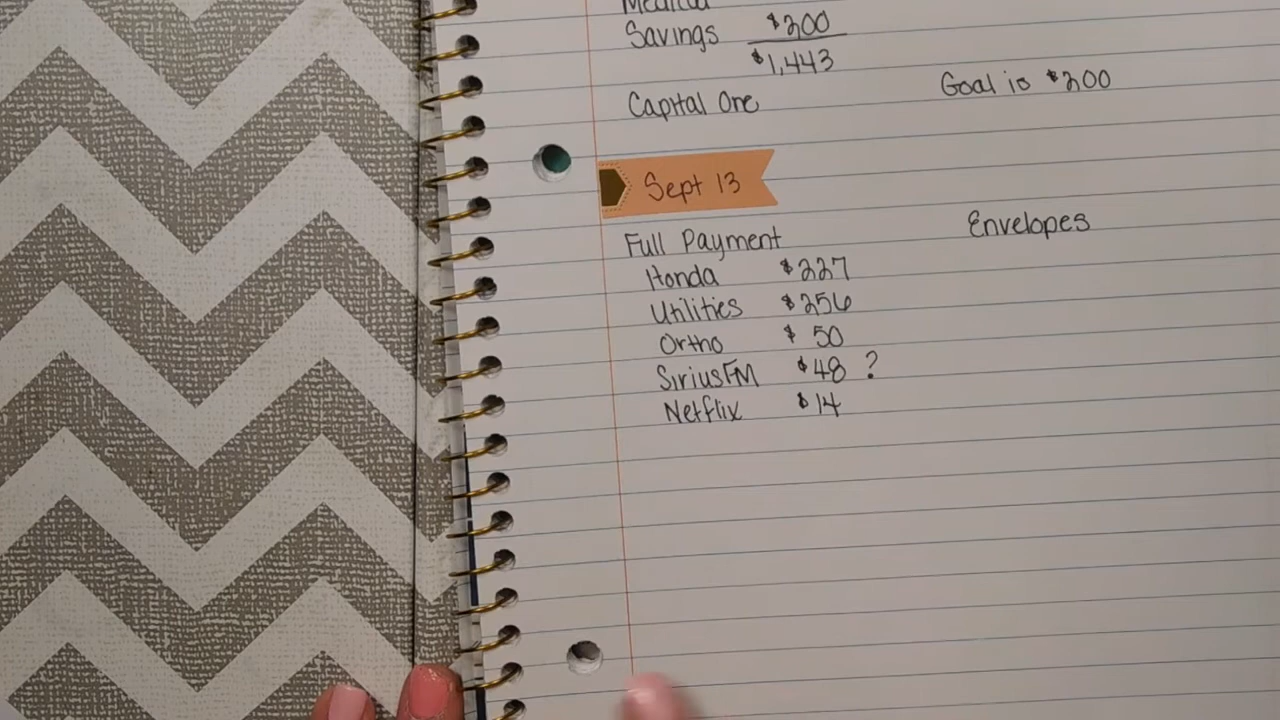 Medical
Savings $200
$1,443
Capital One Goal is $200
Sept 13
Full Payment Envelopes
Honda $227
Utilities $256
Ortho $ 50
SiriusFM $48 ?
Netflix $14